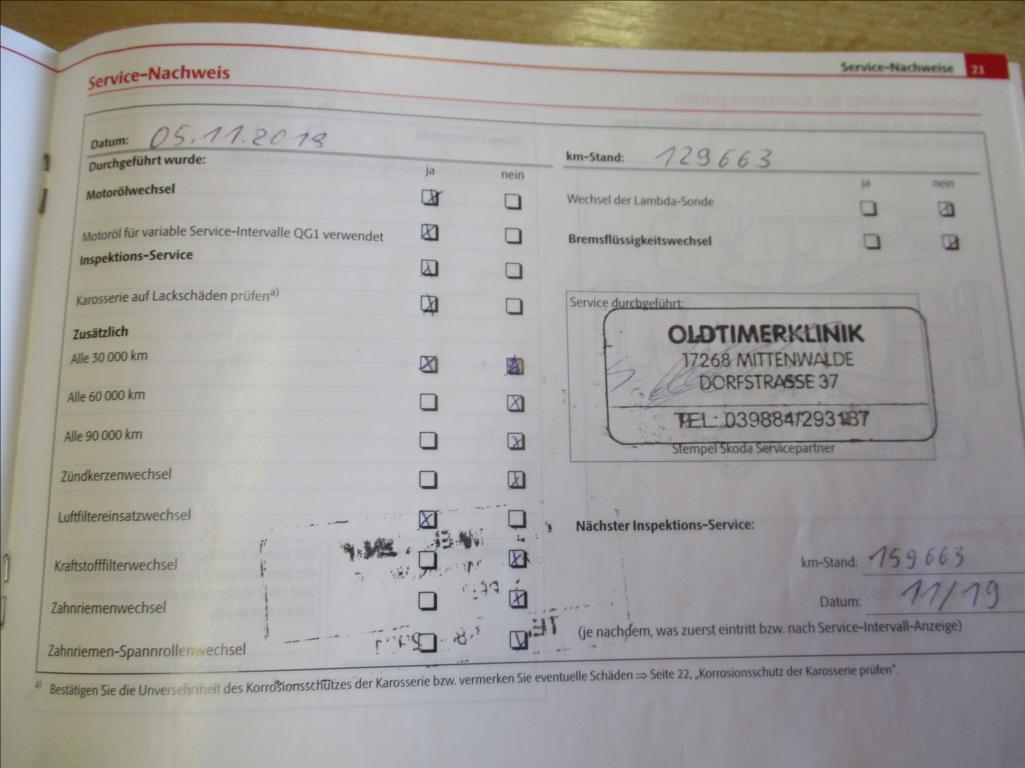 Service-Nachweise 21
Service-Nachweis
Datum: 05.11.2018
km-Stand: 129663
Durchgeführt wurde:
ja nein
Motorölwechsel
Motoröl für variable Service-Intervalle QG1 verwendet
Inspektions-Service
Karosserie auf Lackschäden prüfen a)
Zusätzlich
Alle 30 000 km
Alle 60 000 km
Alle 90 000 km
Zündkerzenwechsel
Luftfiltereinsatzwechsel
Kraftstofffilterwechsel
Zahnriemenwechsel
Zahnriemen-Spannrollenwechsel
ja nein
Wechsel der Lambda-Sonde
Bremsflüssigkeitswechsel
Service durchgeführt:
OLDTIMERKLINIK
17268 MITTENWALDE
DORFSTRASSE 37
TEL: 039884/293187
Stempel Skoda Servicepartner
Nächster Inspektions-Service:
km-Stand: 159663
Datum: 11/19
(je nachdem, was zuerst eintritt bzw. nach Service-Intervall-Anzeige)
a) Bestätigen Sie die Unversehrtheit des Korrosionsschutzes der Karosserie bzw. vermerken Sie eventuelle Schäden ⇒ Seite 22, „Korrosionsschutz der Karosserie prüfen“.